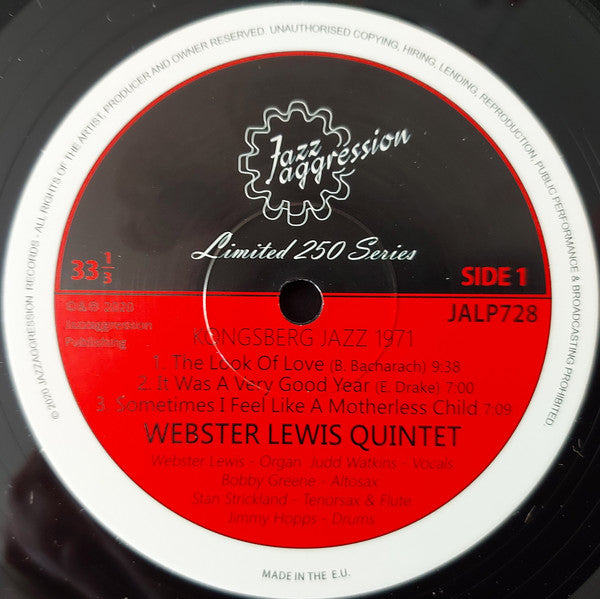 © 2020 JAZZAGGRESSION RECORDS - ALL RIGHTS OF THE ARTIST, PRODUCER AND OWNER RESERVED. UNAUTHORISED COPYING, HIRING, LENDING, REPRODUCTION, PUBLIC PERFORMANCE & BROADCASTING PROHIBITED.
Jazz
aggression
Limited 250 Series
33 1/3
SIDE 1
JALP728
Publishing
KONGSBERG JAZZ 1971
1. The Look Of Love (B. Bacharach) 9:38
2. It Was A Very Good Year (E. Drake) 7:00
3. Sometimes I Feel Like A Motherless Child 7:09
WEBSTER LEWIS QUINTET
Webster Lewis - Organ Judd Watkins - Vocals
Bobby Greene - Altosax
Stan Strickland - Tenorsax & Flute
Jimmy Hopps - Drums
MADE IN THE E.U.